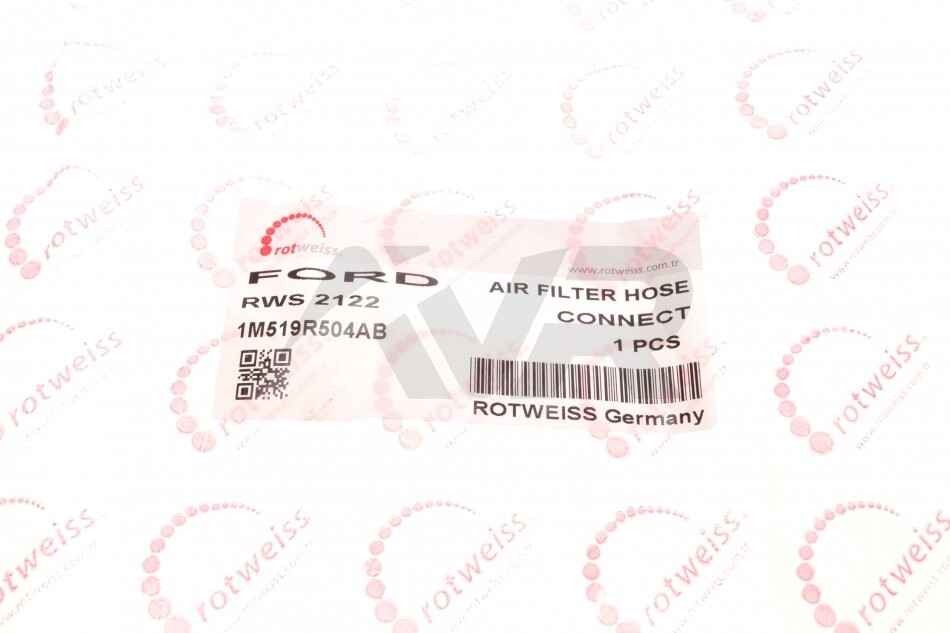 rotweiss
www.rotweiss.com.tr
FORD
RWS 2122
1M519R504AB
AIR FILTER HOSE
CONNECT
1 PCS
ROTWEISS Germany